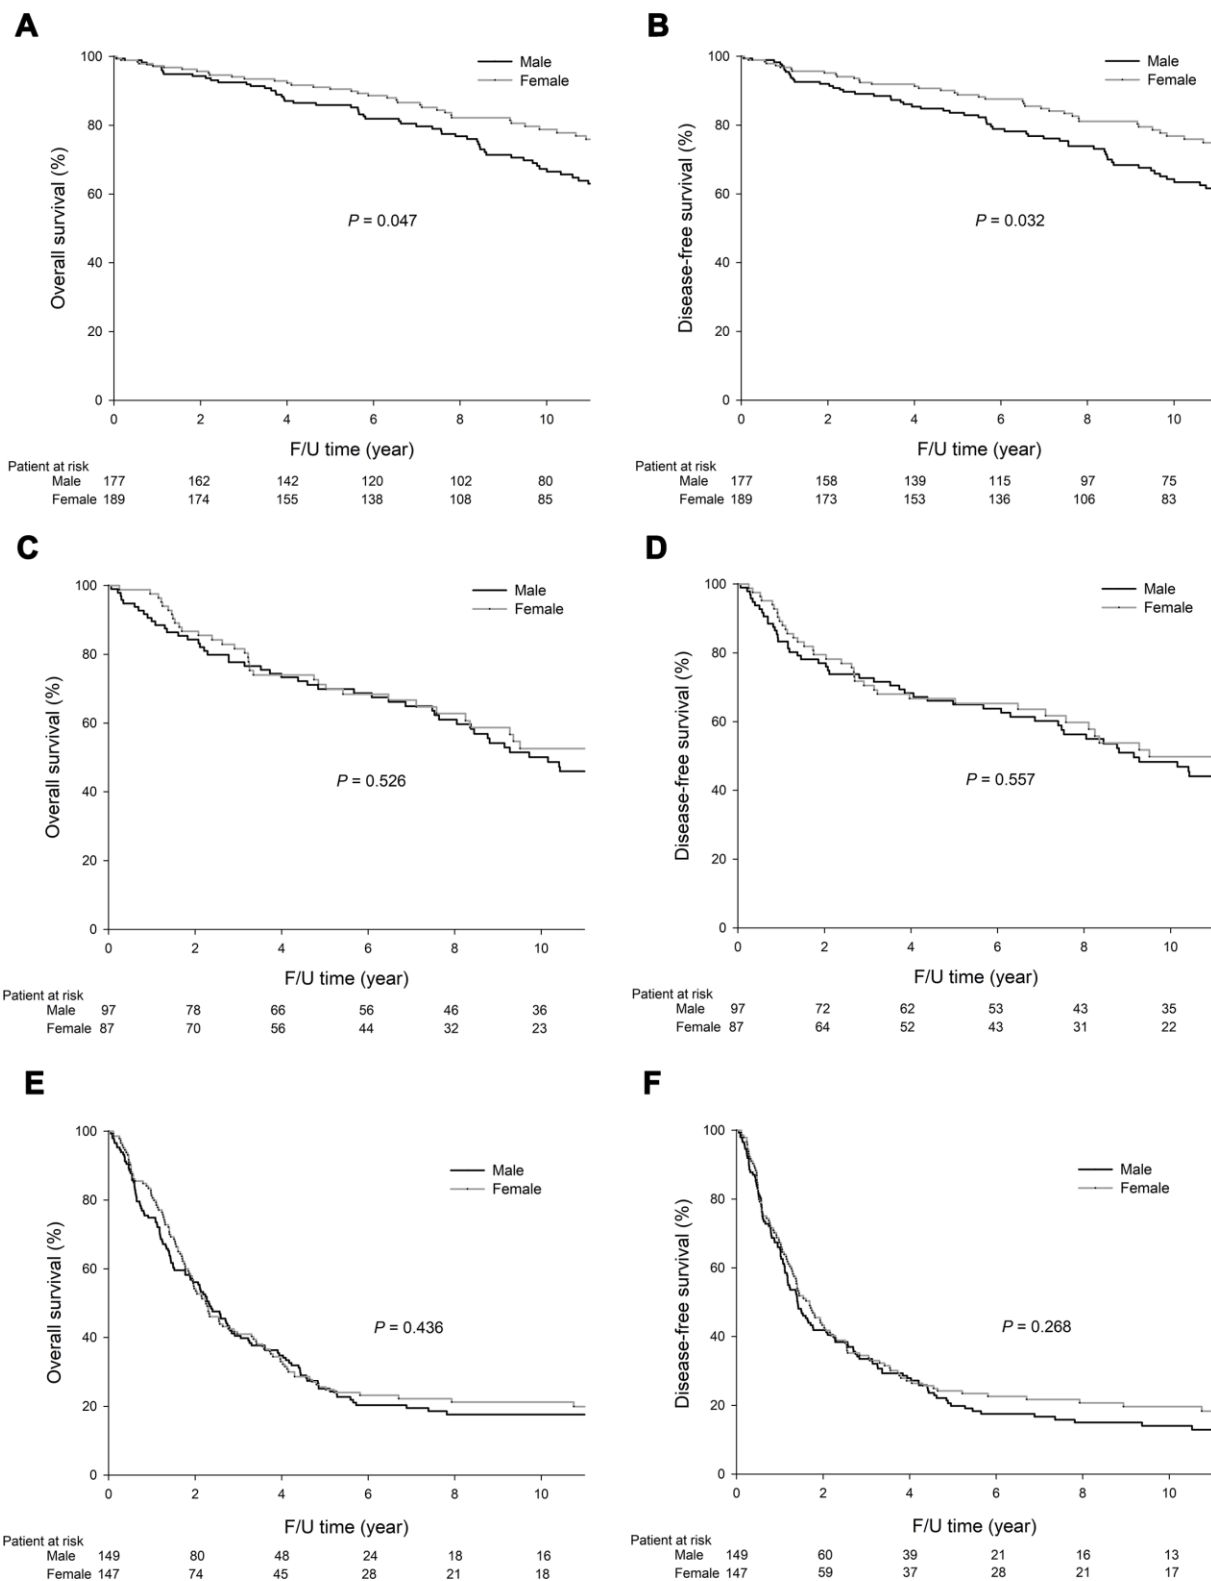 A
Overall survival (%)
100
80
60
40
20
0
Male
Female
P = 0.047
0 2 4 6 8 10
F/U time (year)
Patient at risk
Male 177 162 142 120 102 80
Female 189 174 155 138 108 85
B
Disease-free survival (%)
100
80
60
40
20
0
Male
Female
P = 0.032
0 2 4 6 8 10
F/U time (year)
Patient at risk
Male 177 158 139 115 97 75
Female 189 173 153 136 106 83
C
Overall survival (%)
100
80
60
40
20
0
Male
Female
P = 0.526
0 2 4 6 8 10
F/U time (year)
Patient at risk
Male 97 78 66 56 46 36
Female 87 70 56 44 32 23
D
Disease-free survival (%)
100
80
60
40
20
0
Male
Female
P = 0.557
0 2 4 6 8 10
F/U time (year)
Patient at risk
Male 97 72 62 53 43 35
Female 87 64 52 43 31 22
E
Overall survival (%)
100
80
60
40
20
0
Male
Female
P = 0.436
0 2 4 6 8 10
F/U time (year)
Patient at risk
Male 149 80 48 24 18 16
Female 147 74 45 28 21 18
F
Disease-free survival (%)
100
80
60
40
20
0
Male
Female
P = 0.268
0 2 4 6 8 10
F/U time (year)
Patient at risk
Male 149 60 39 21 16 13
Female 147 59 37 28 21 17